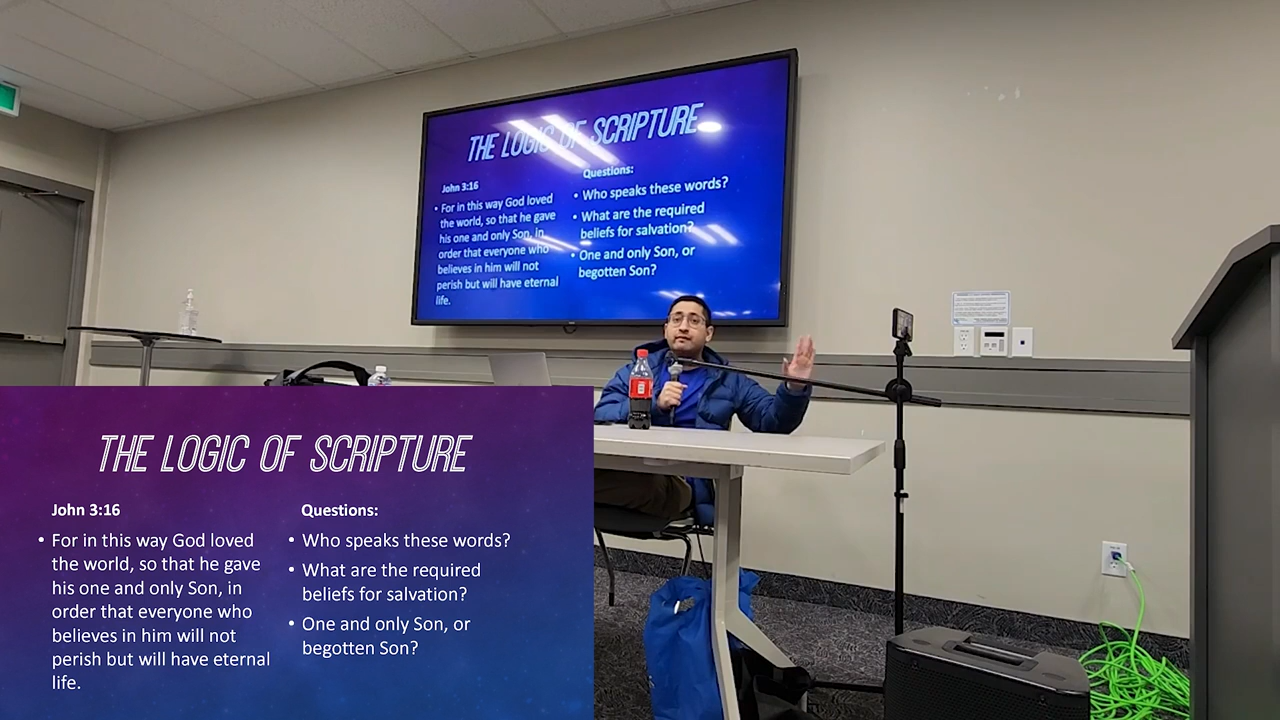 THE LOGIC OF SCRIPTURE
John 3:16
• For in this way God loved
the world, so that he gave
his one and only Son, in
order that everyone who
believes in him will not
perish but will have eternal
life.
Questions:
• Who speaks these words?
• What are the required
beliefs for salvation?
• One and only Son, or
begotten Son?
THE LOGIC OF SCRIPTURE
John 3:16
• For in this way God loved
the world, so that he gave
his one and only Son, in
order that everyone who
believes in him will not
perish but will have eternal
life.
Questions:
• Who speaks these words?
• What are the required
beliefs for salvation?
• One and only Son, or
begotten Son?